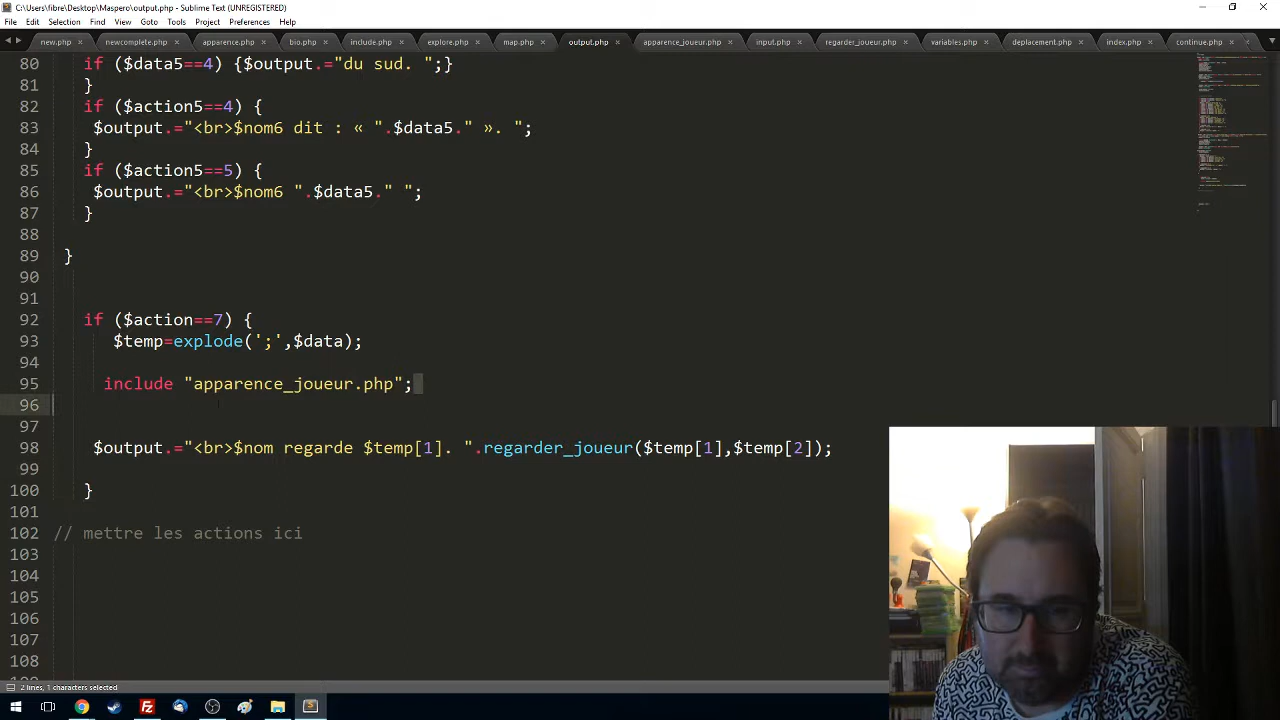 C:\Users\fibre\Desktop\Maspero\output.php - Sublime Text (UNREGISTERED)
File Edit Selection Find View Goto Tools Project Preferences Help
new.php newcomplete.php apparence.php bio.php include.php explore.php map.php output.php apparence_joueur.php input.php regarder_joueur.php variables.php deplacement.php index.php continue.php
80 if ($data5==4) {$output.="du sud. ";}
81 }
82 if ($action5==4) {
83 $output.="<br>$nom6 dit : « ".$data5." ». ";
84 }
85 if ($action5==5) {
86 $output.="<br>$nom6 ".$data5." ";
87 }
88
89 }
90
91
92 if ($action==7) {
93 $temp=explode(';',$data);
94
95 include "apparence_joueur.php";
96
97
98 $output.="<br>$nom regarde $temp[1]. ".regarder_joueur($temp[1],$temp[2]);
99
100 }
101
102 // mettre les actions ici
103
104
105
106
107
108
2 lines, 1 characters selected